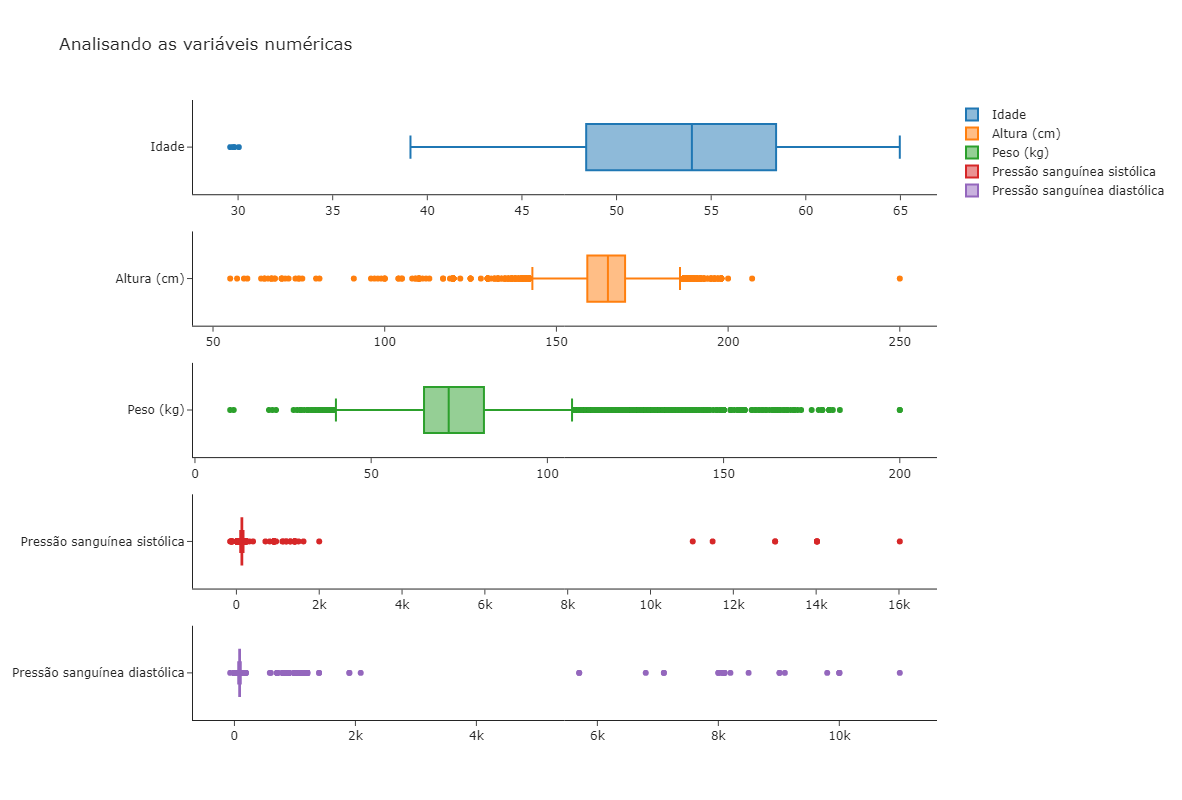 Analisando as variáveis numéricas
Idade
30 35 40 45 50 55 60 65
Altura (cm)
50 100 150 200 250
Peso (kg)
0 50 100 150 200
Pressão sanguínea sistólica
0 2k 4k 6k 8k 10k 12k 14k 16k
Pressão sanguínea diastólica
0 2k 4k 6k 8k 10k
Idade
Altura (cm)
Peso (kg)
Pressão sanguínea sistólica
Pressão sanguínea diastólica